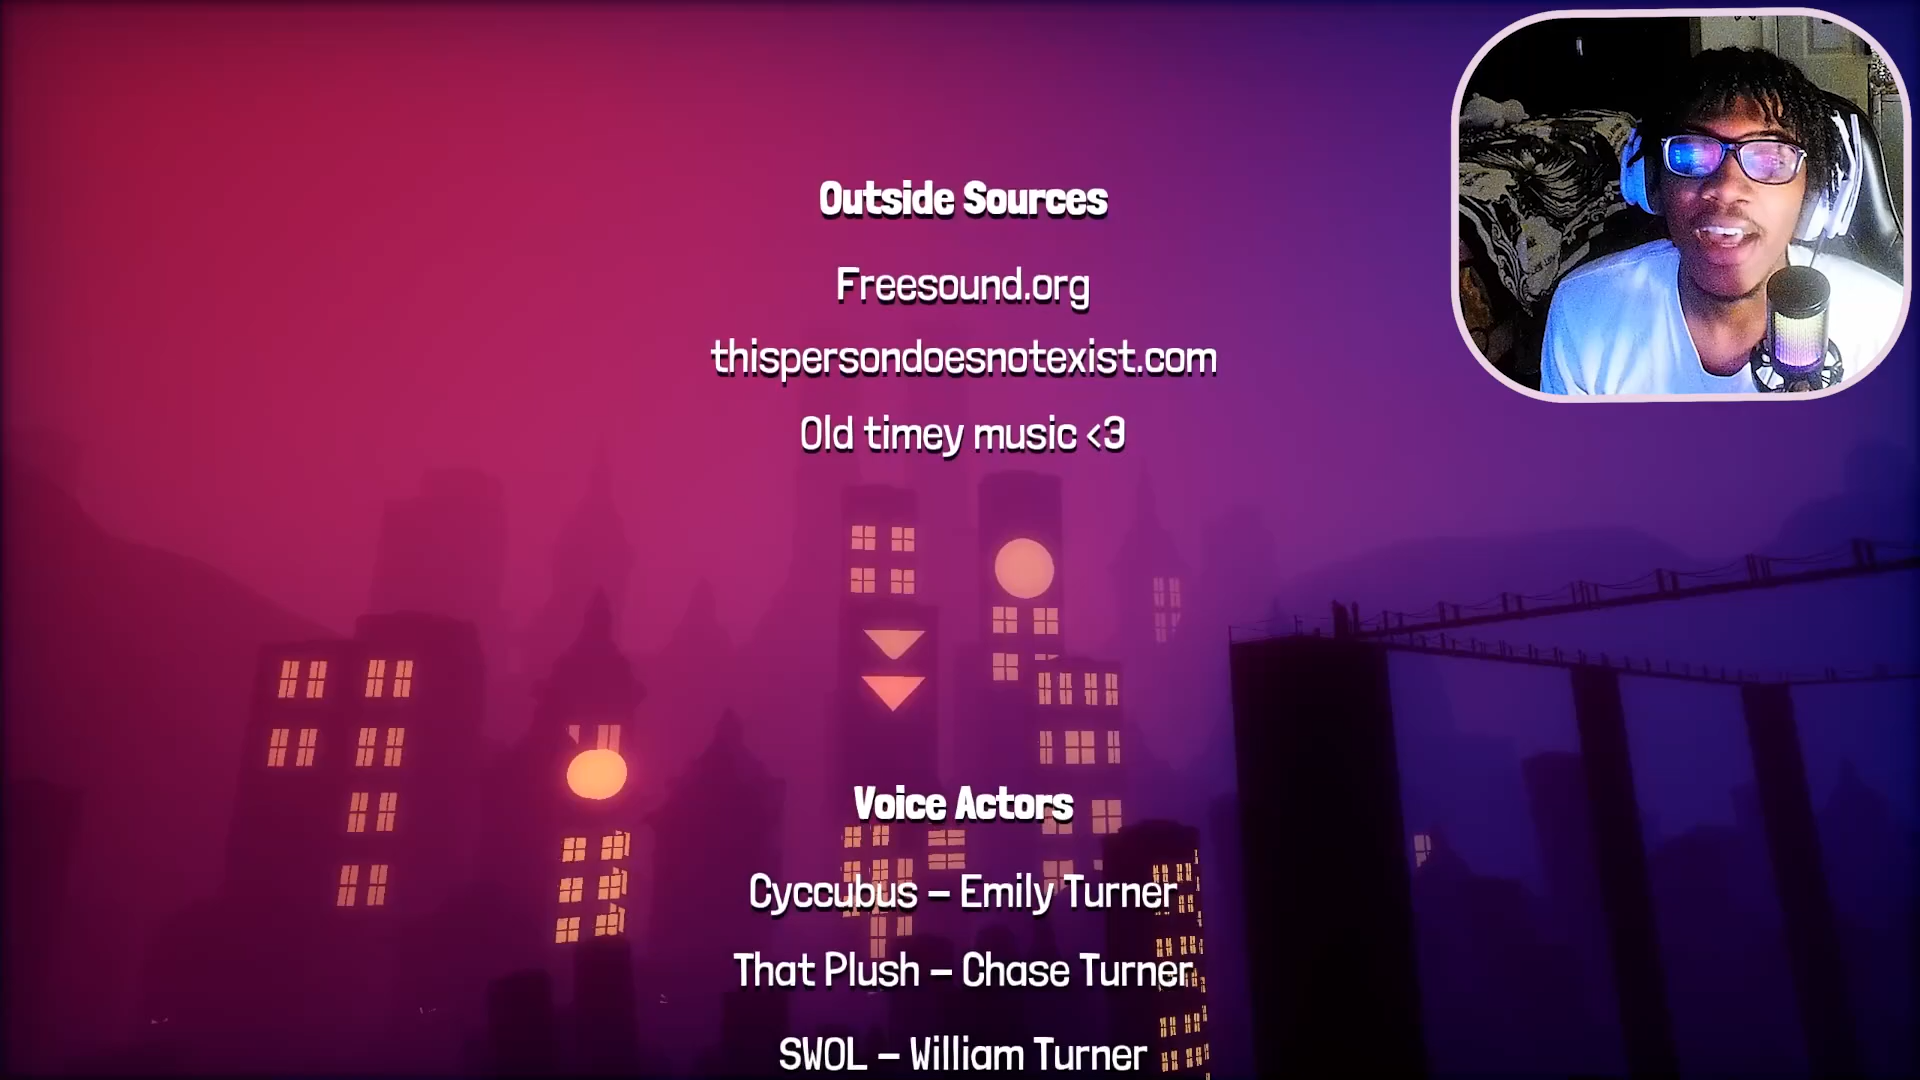 Outside Sources
Freesound.org
thispersondoesnotexist.com
Old timey music <3
Voice Actors
Cyccubus – Emily Turner
That Plush – Chase Turner
SWOL – William Turner